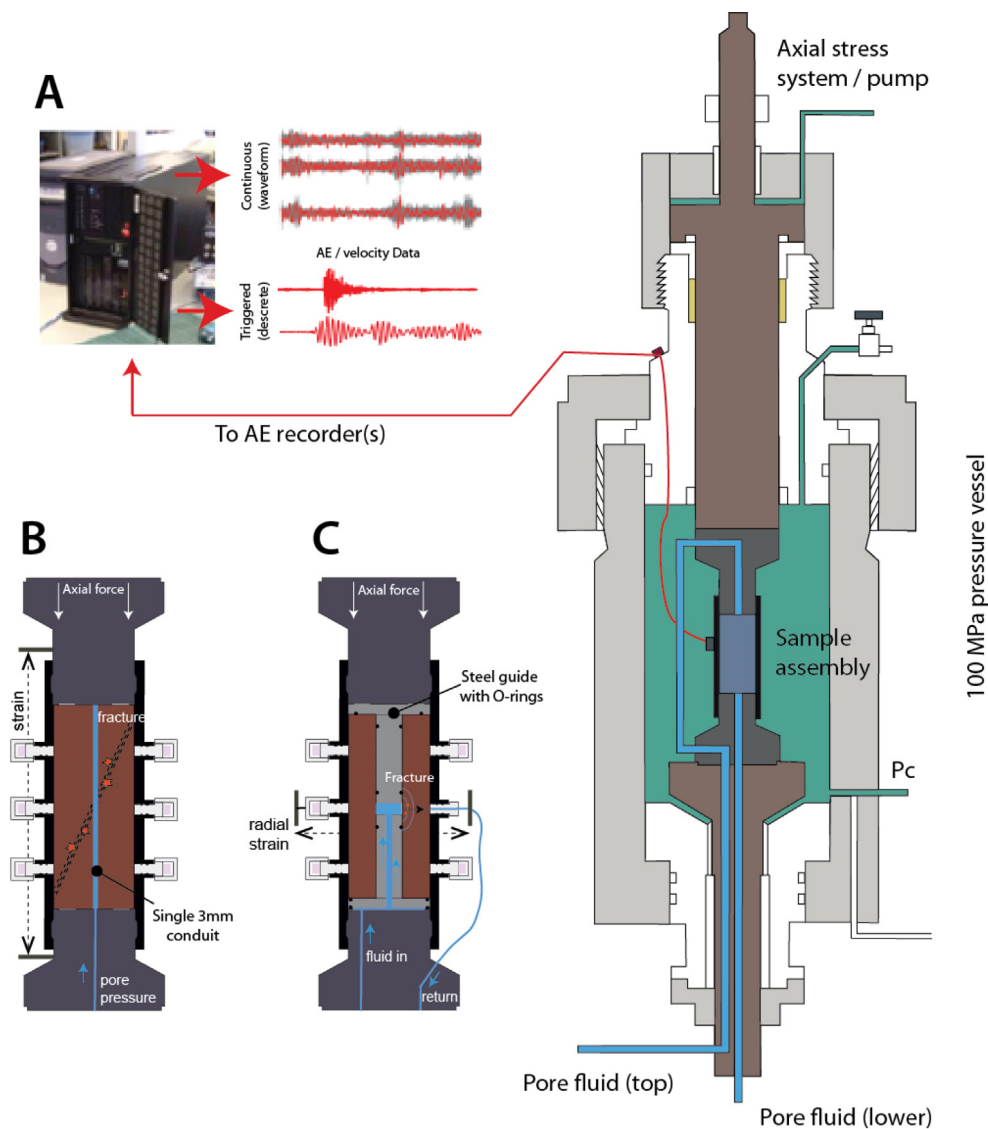 A
Continuous
(waveform)
AE / velocity Data
Triggered
(descrete)
To AE recorder(s)
Axial stress
system / pump
100 MPa pressure vessel
Sample
assembly
Pc
Pore fluid (top)
Pore fluid (lower)
B
Axial force
strain
fracture
Single 3mm
conduit
pore
pressure
C
Axial force
Steel guide
with O-rings
Fracture
radial
strain
fluid in
return